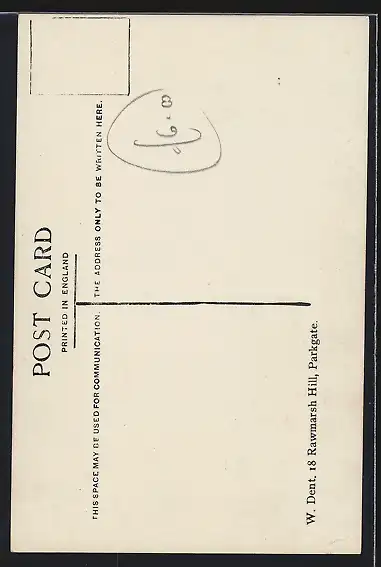 POST CARD
PRINTED IN ENGLAND
THIS SPACE MAY BE USED FOR COMMUNICATION.
THE ADDRESS ONLY TO BE WRITTEN HERE.
W. Dent, 18 Rawmarsh Hill, Parkgate.